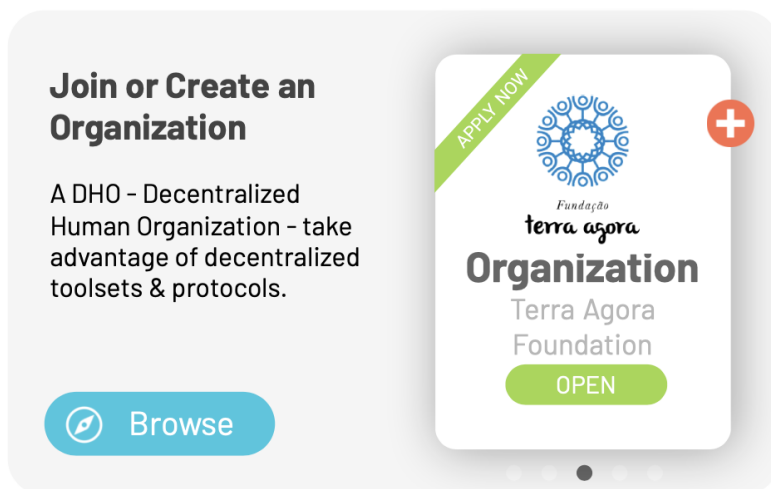 Join or Create an
Organization
A DHO - Decentralized
Human Organization - take
advantage of decentralized
toolsets & protocols.
Browse
APPLY NOW
Fundação
terra agora
Organization
Terra Agora
Foundation
OPEN